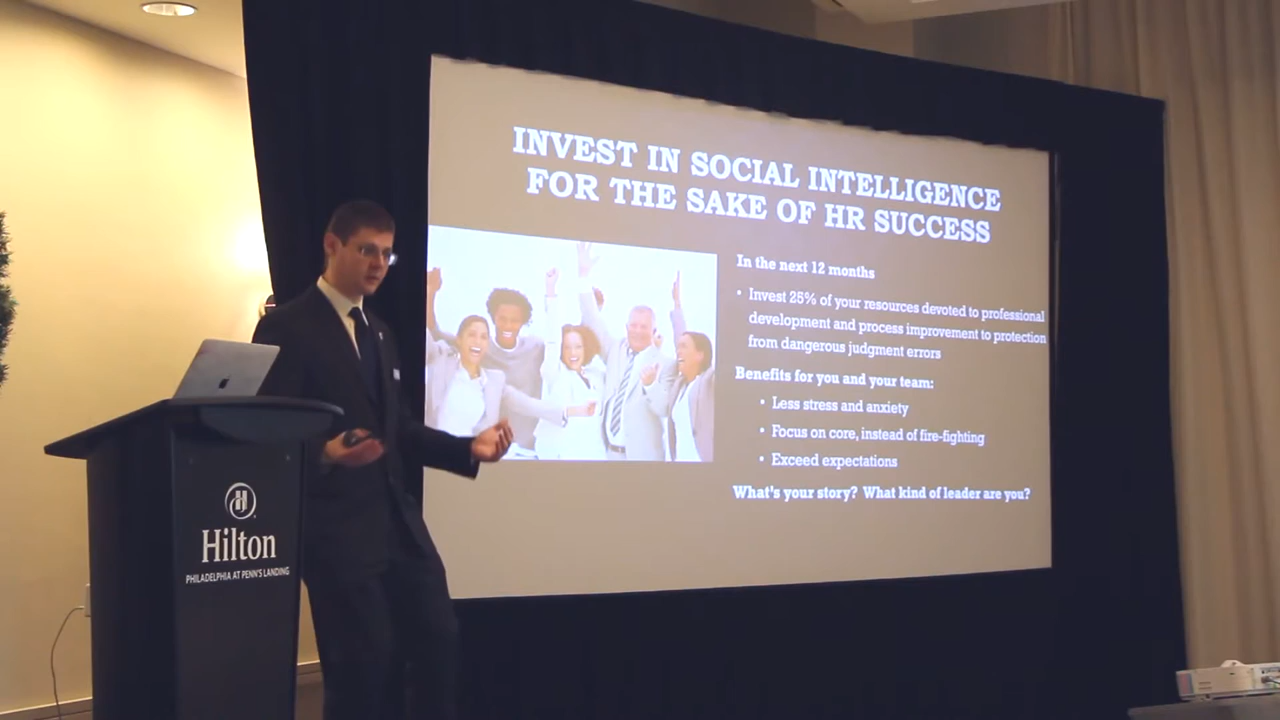 INVEST IN SOCIAL INTELLIGENCE
FOR THE SAKE OF HR SUCCESS
In the next 12 months
• Invest 25% of your resources devoted to professional
development and process improvement to protection
from dangerous judgment errors
Benefits for you and your team:
• Less stress and anxiety
• Focus on core, instead of fire-fighting
• Exceed expectations
What's your story? What kind of leader are you?
H
Hilton
PHILADELPHIA AT PENN'S LANDING